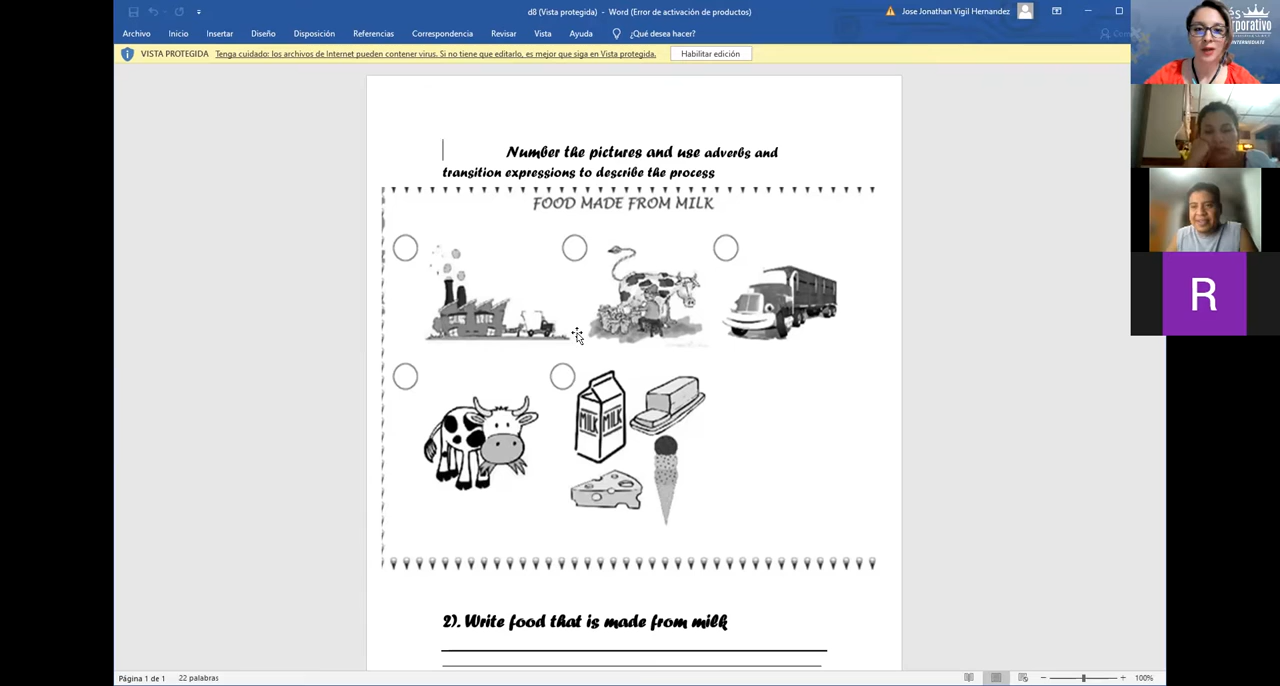 d8 (Vista protegida) - Word (Error de activación de productos)
Jose Jonathan Vigil Hernandez
Archivo Inicio Insertar Diseño Disposición Referencias Correspondencia Revisar Vista Ayuda ¿Qué desea hacer?
VISTA PROTEGIDA Tenga cuidado: los archivos de Internet pueden contener virus. Si no tiene que editarlo, es mejor que siga en Vista protegida. Habilitar edición
INTERMEDIATE
R
Number the pictures and use adverbs and
transition expressions to describe the process
FOOD MADE FROM MILK
MILK MILK
2). Write food that is made from milk
Página 1 de 1 22 palabras
100%